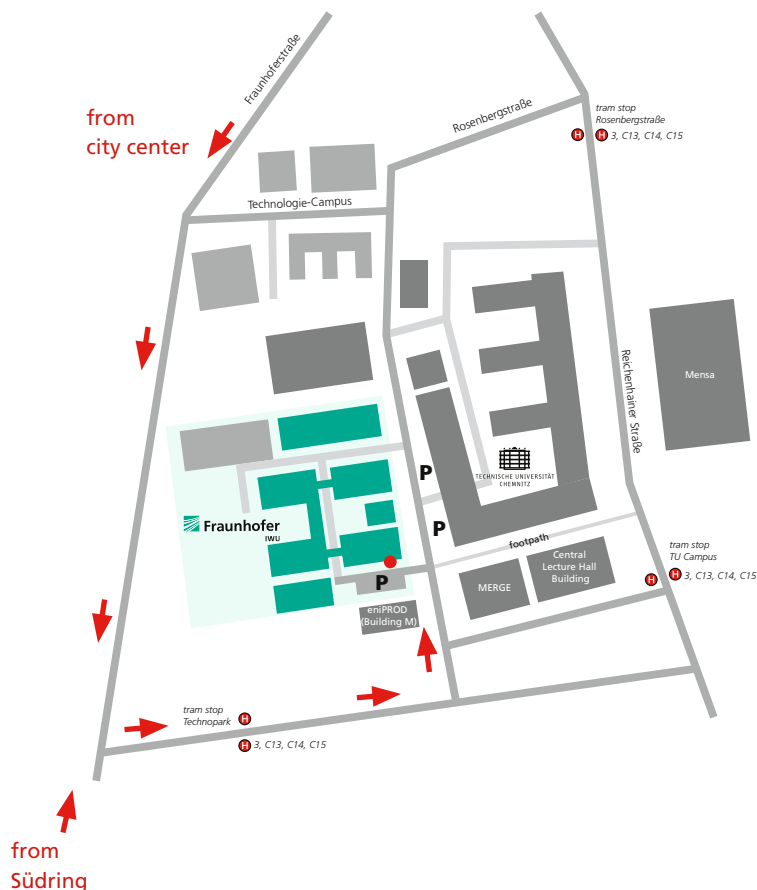 Fraunhoferstraße
from
city center
Rosenbergstraße
tram stop
Rosenbergstraße
H H 3, C13, C14, C15
Technologie-Campus
Reichenhainer Straße
Mensa
P
TECHNISCHE UNIVERSITÄT
CHEMNITZ
Fraunhofer
IWU
P
footpath
tram stop
TU Campus
H H 3, C13, C14, C15
Central
Lecture Hall
Building
MERGE
P
eniPROD
(Building M)
tram stop
Technopark
H
H 3, C13, C14, C15
from
Südring